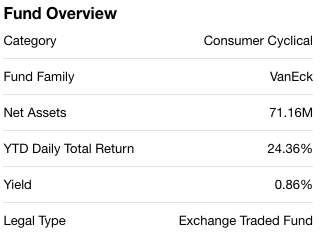 Fund Overview
Category Consumer Cyclical
Fund Family VanEck
Net Assets 71.16M
YTD Daily Total Return 24.36%
Yield 0.86%
Legal Type Exchange Traded Fund